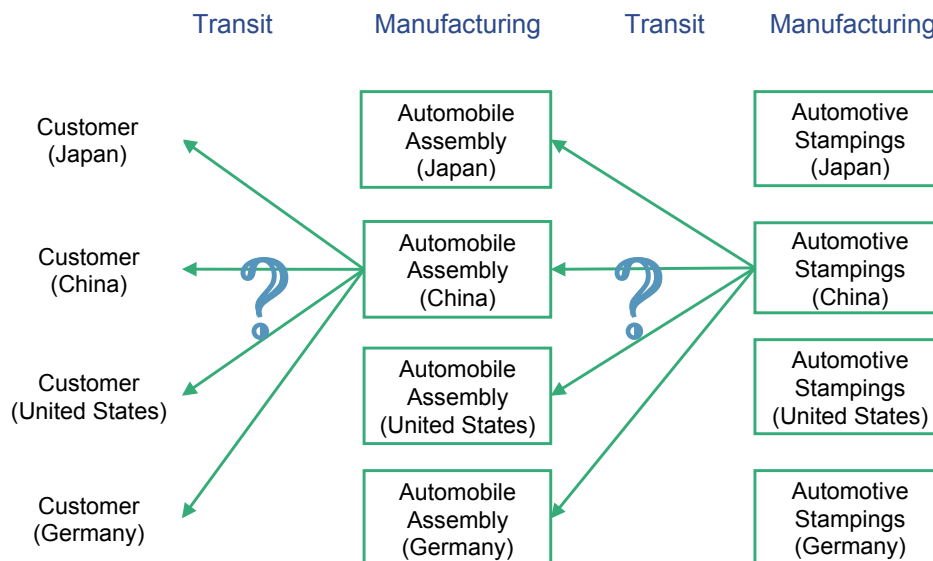 Transit
Manufacturing
Transit
Manufacturing
Customer
(Japan)
Automobile
Assembly
(Japan)
Automotive
Stampings
(Japan)
Customer
(China)
?
Automobile
Assembly
(China)
?
Automotive
Stampings
(China)
Customer
(United States)
Automobile
Assembly
(United States)
Automotive
Stampings
(United States)
Customer
(Germany)
Automobile
Assembly
(Germany)
Automotive
Stampings
(Germany)